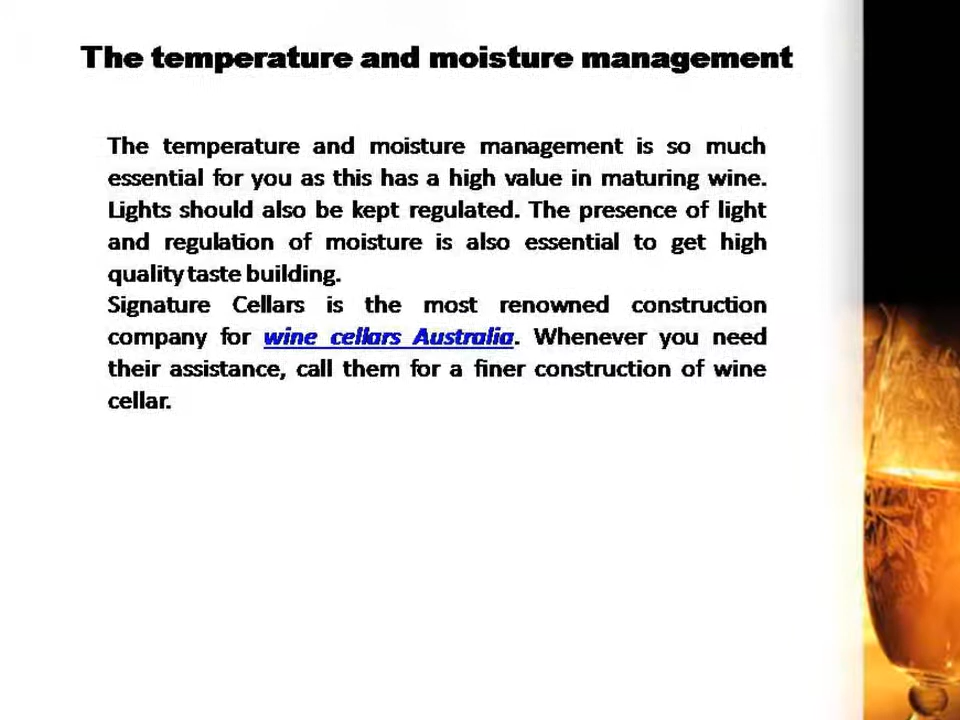 The temperature and moisture management
The temperature and moisture management is so much
essential for you as this has a high value in maturing wine.
Lights should also be kept regulated. The presence of light
and regulation of moisture is also essential to get high
quality taste building.
Signature Cellars is the most renowned construction
company for wine cellars Australia. Whenever you need
their assistance, call them for a finer construction of wine
cellar.